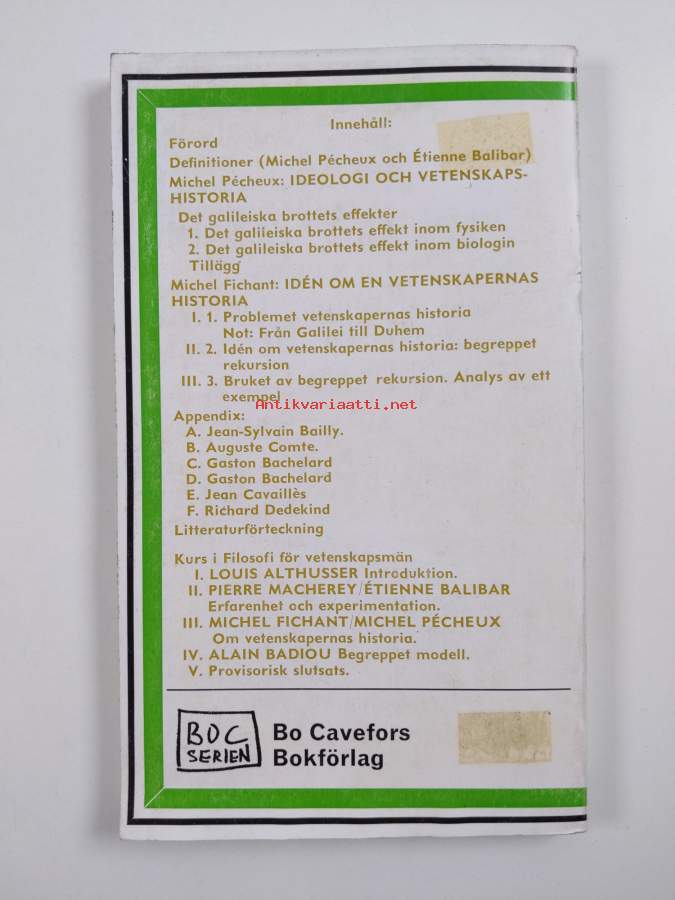 Innehåll:
Förord
Definitioner (Michel Pécheux och Étienne Balibar)
Michel Pécheux: IDEOLOGI OCH VETENSKAPS-
HISTORIA
Det galileiska brottets effekter
1. Det galileiska brottets effekt inom fysiken
2. Det galileiska brottets effekt inom biologin
Tillägg
Michel Fichant: IDÉN OM EN VETENSKAPERNAS
HISTORIA
I. 1. Problemet vetenskapernas historia
Not: Från Galilei till Duhem
II. 2. Idén om vetenskapernas historia: begreppet
rekursion
III. 3. Bruket av begreppet rekursion. Analys av ett
exempel
Antikvariaatti.net
Appendix:
A. Jean-Sylvain Bailly.
B. Auguste Comte.
C. Gaston Bachelard
D. Gaston Bachelard
E. Jean Cavaillès
F. Richard Dedekind
Litteraturförteckning
Kurs i Filosofi för vetenskapsmän
I. LOUIS ALTHUSSER Introduktion.
II. PIERRE MACHEREY/ÉTIENNE BALIBAR
Erfarenhet och experimentation.
III. MICHEL FICHANT/MICHEL PÉCHEUX
Om vetenskapernas historia.
IV. ALAIN BADIOU Begreppet modell.
V. Provisorisk slutsats.
BOC
SERIEN
Bo Cavefors
Bokförlag